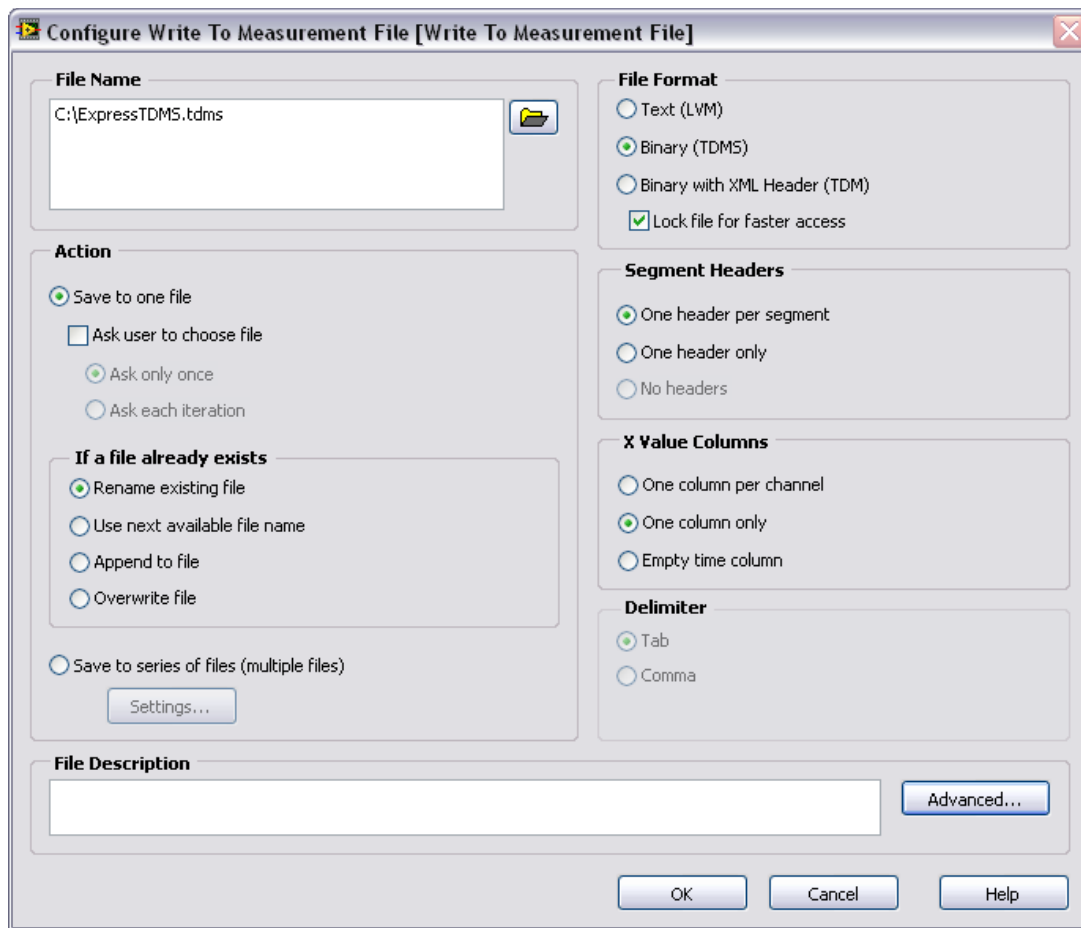 Configure Write To Measurement File [Write To Measurement File]
File Name
C:\ExpressTDMS.tdms
Action
Save to one file
Ask user to choose file
Ask only once
Ask each iteration
If a file already exists
Rename existing file
Use next available file name
Append to file
Overwrite file
Save to series of files (multiple files)
Settings...
File Format
Text (LVM)
Binary (TDMS)
Binary with XML Header (TDM)
Lock file for faster access
Segment Headers
One header per segment
One header only
No headers
X Value Columns
One column per channel
One column only
Empty time column
Delimiter
Tab
Comma
File Description
Advanced...
OK
Cancel
Help